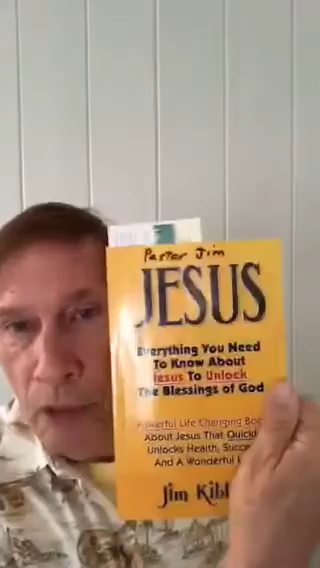 Pastor Jim
JESUS
Everything You Need
To Know About
Jesus To Unlock
The Blessings of God
Powerful Life Changing
About Jesus That
Unlocks Health,
And A Wonderful
Jim